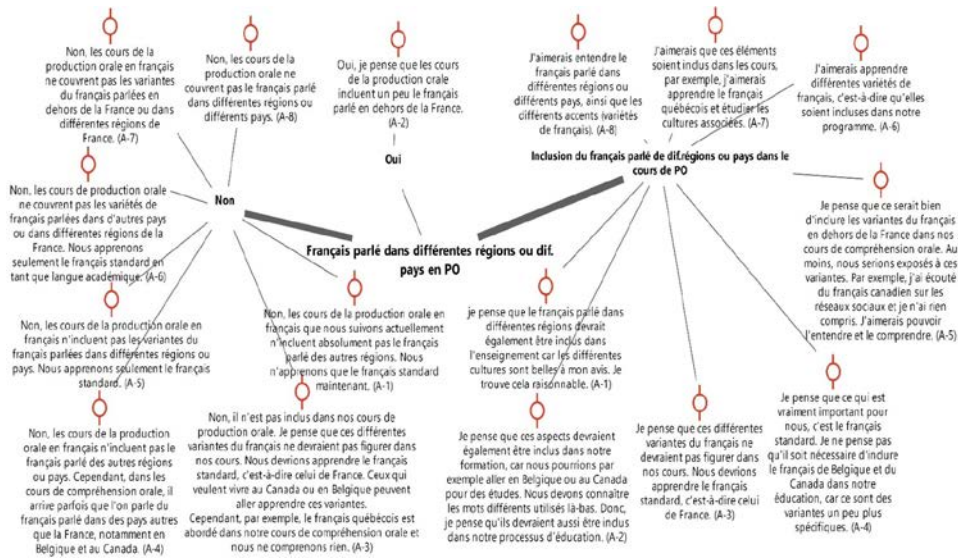 Non, les cours de la
production orale en français
ne couvrent pas les variantes
du français parlées en
dehors de la France ou dans
différentes régions de
France. (A-7)
Non, les cours de la
production orale ne
couvrent pas le français parlé
dans différentes régions ou
différents pays. (A-8)
Oui, je pense que les cours
de la production orale
incluent un peu le français
parlé en dehors de la France.
(A-2)
J'aimerais entendre le
français parlé dans
différentes régions ou
différents pays, ainsi que les
différents accents (variétés
de français). (A-8)
J'aimerais que ces éléments
soient inclus dans les cours,
par exemple, j'aimerais
apprendre le français
québécois et étudier les
cultures associées. (A-7)
J'aimerais apprendre
différentes variétés de
français, c'est-à-dire qu'elles
soient incluses dans notre
programme. (A-6)
Oui
Inclusion du français parlé de dif.régions ou pays dans le
cours de PO
Non
Non, les cours de production orale
ne couvrent pas les variétés de
français parlées dans d'autres pays
ou dans différentes régions de la
France. Nous apprenons
seulement le français standard en
tant que langue académique. (A-6)
Français parlé dans différentes régions ou dif.
pays en PO
Je pense que ce serait bien
d'inclure les variantes du français
en dehors de la France dans nos
cours de compréhension orale. Au
moins, nous serions exposés à ces
variantes. Par exemple, j'ai écouté
du français canadien sur les
réseaux sociaux et je n'ai rien
compris. J'aimerais pouvoir
l'entendre et le comprendre. (A-5)
Non, les cours de la production orale en
français n'incluent pas les variantes du
français parlées dans différentes régions ou
pays. Nous apprenons seulement le français
standard. (A-5)
Non, les cours de la production orale en
français que nous suivons actuellement
n'incluent absolument pas le français
parlé des autres régions. Nous
n'apprenons que le français standard
maintenant. (A-1)
je pense que le français parlé dans
différentes régions devrait
également être inclus dans
l'enseignement car les différentes
cultures sont belles à mon avis. Je
trouve cela raisonnable. (A-1)
Non, les cours de la production
orale en français n'incluent pas le
français parlé des autres régions
ou pays. Cependant, dans les
cours de compréhension orale, il
arrive parfois que l'on parle du
français parlé dans des pays autres
que la France, notamment en
Belgique et au Canada. (A-4)
Non, il n'est pas inclus dans nos cours de
production orale. Je pense que ces différentes
variantes du français ne devraient pas figurer dans
nos cours. Nous devrions apprendre le français
standard, c'est-à-dire celui de France. Ceux qui
veulent vivre au Canada ou en Belgique peuvent
aller apprendre ces variantes.
Cependant, par exemple, le français québécois est
abordé dans notre cours de compréhension orale et
nous ne comprenons rien. (A-3)
Je pense que ces aspects devraient
également être inclus dans notre
formation, car nous pourrions par
exemple aller en Belgique ou au Canada
pour des études. Nous devons connaître
les mots différents utilisés là-bas. Donc,
je pense qu'ils devraient aussi être inclus
dans notre processus d'éducation. (A-2)
Je pense que ces différentes
variantes du français ne
devraient pas figurer dans
nos cours. Nous devrions
apprendre le français
standard, c'est-à-dire celui
de France. (A-3)
Je pense que ce qui est
vraiment important pour
nous, c'est le français
standard. Je ne pense pas
qu'il soit nécessaire d'inclure
le français de Belgique et du
Canada dans notre
éducation, car ce sont des
variantes un peu plus
spécifiques. (A-4)